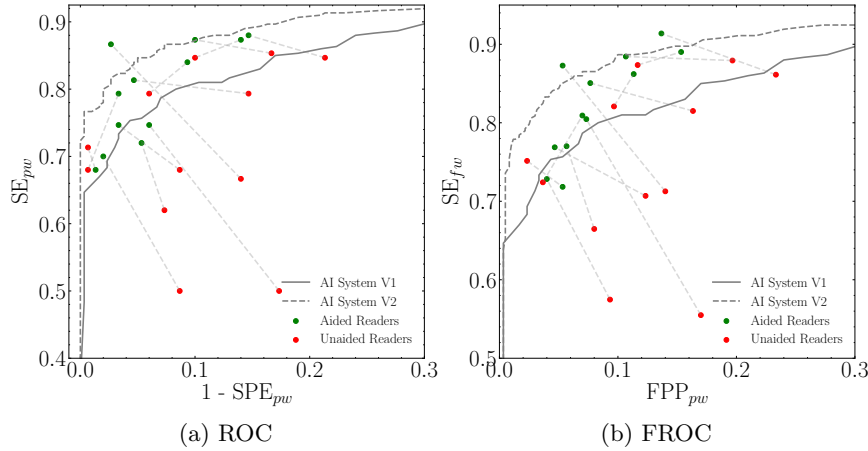 0.9
0.8
0.7
0.6
0.5
0.4
SE_pw
0.0
0.1
0.2
0.3
1 - SPE_pw
AI System V1
AI System V2
Aided Readers
Unaided Readers
(a) ROC
0.9
0.8
0.7
0.6
0.5
SE_fw
0.1
0.2
0.3
FPP_pw
AI System V1
AI System V2
Aided Readers
Unaided Readers
(b) FROC